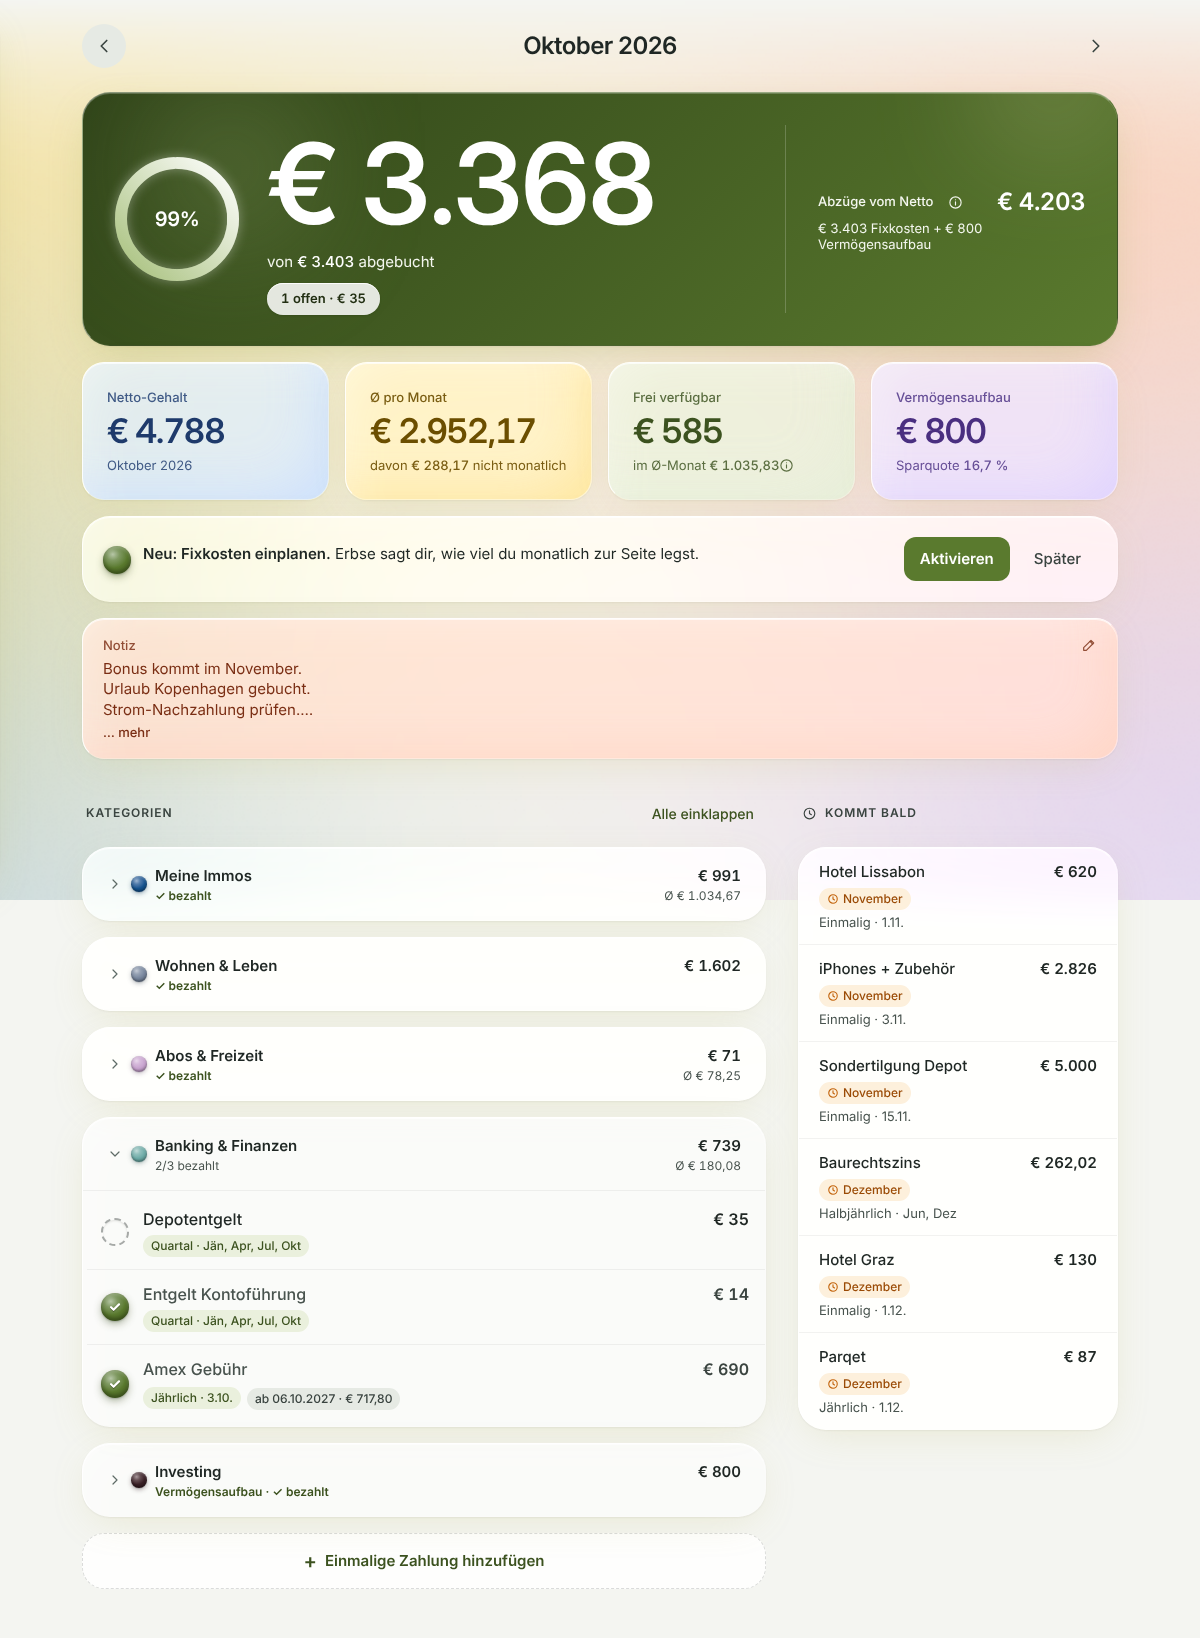 Oktober 2026
99%
€ 3.368
von € 3.403 abgebucht
1 offen · € 35
Abzüge vom Netto
€ 4.203
€ 3.403 Fixkosten + € 800
Vermögensaufbau
Netto-Gehalt
€ 4.788
Oktober 2026
Ø pro Monat
€ 2.952,17
davon € 288,17 nicht monatlich
Frei verfügbar
€ 585
im Ø-Monat € 1.035,83
Vermögensaufbau
€ 800
Sparquote 16,7 %
Neu: Fixkosten einplanen. Erbse sagt dir, wie viel du monatlich zur Seite legst.
Aktivieren
Später
Notiz
Bonus kommt im November.
Urlaub Kopenhagen gebucht.
Strom-Nachzahlung prüfen....
... mehr
KATEGORIEN
Alle einklappen
Meine Immos
€ 991
✓ bezahlt
Ø € 1.034,67
Wohnen & Leben
€ 1.602
✓ bezahlt
Abos & Freizeit
€ 71
✓ bezahlt
Ø € 78,25
Banking & Finanzen
€ 739
2/3 bezahlt
Ø € 180,08
Depotentgelt
€ 35
Quartal · Jän, Apr, Jul, Okt
Entgelt Kontoführung
€ 14
Quartal · Jän, Apr, Jul, Okt
Amex Gebühr
€ 690
Jährlich · 3.10.
ab 06.10.2027 · € 717,80
Investing
€ 800
Vermögensaufbau · ✓ bezahlt
+ Einmalige Zahlung hinzufügen
KOMMT BALD
Hotel Lissabon
€ 620
November
Einmalig · 1.11.
iPhones + Zubehör
€ 2.826
November
Einmalig · 3.11.
Sondertilgung Depot
€ 5.000
November
Einmalig · 15.11.
Baurechtszins
€ 262,02
Dezember
Halbjährlich · Jun, Dez
Hotel Graz
€ 130
Dezember
Einmalig · 1.12.
Parqet
€ 87
Dezember
Jährlich · 1.12.